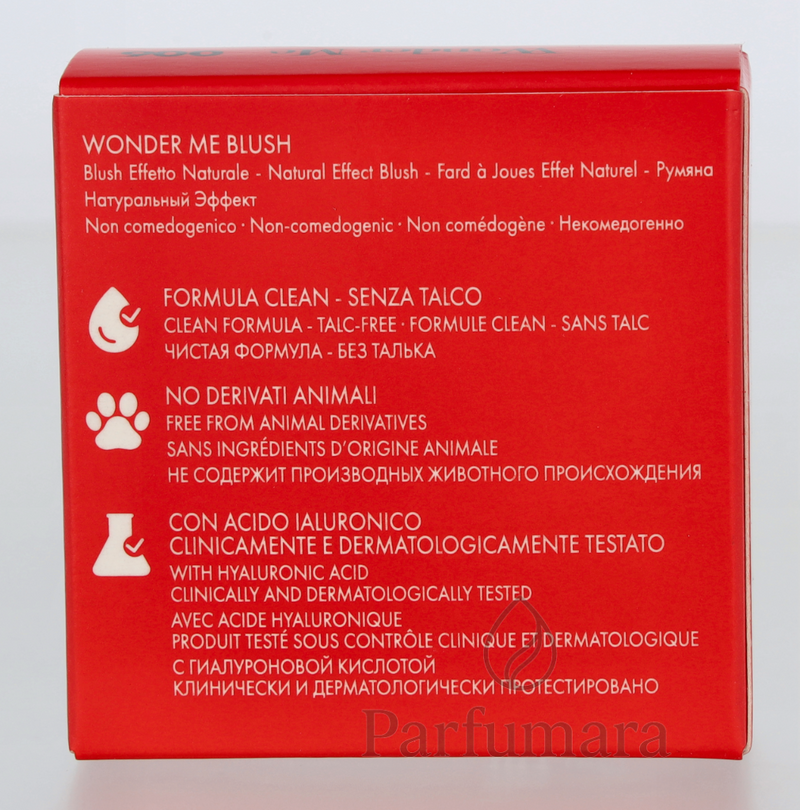 WONDER ME BLUSH
Blush Effetto Naturale - Natural Effect Blush - Fard à Joues Effet Naturel - Румяна
Натуральный Эффект
Non comedogenico · Non-comedogenic · Non comédogène · Некомедогенно
FORMULA CLEAN - SENZA TALCO
CLEAN FORMULA - TALC-FREE · FORMULE CLEAN - SANS TALC
ЧИСТАЯ ФОРМУЛА - БЕЗ ТАЛЬКА
NO DERIVATI ANIMALI
FREE FROM ANIMAL DERIVATIVES
SANS INGRÉDIENTS D'ORIGINE ANIMALE
НЕ СОДЕРЖИТ ПРОИЗВОДНЫХ ЖИВОТНОГО ПРОИСХОЖДЕНИЯ
CON ACIDO IALURONICO
CLINICAMENTE E DERMATOLOGICAMENTE TESTATO
WITH HYALURONIC ACID
CLINICALLY AND DERMATOLOGICALLY TESTED
AVEC ACIDE HYALURONIQUE
PRODUIT TESTÉ SOUS CONTRÔLE CLINIQUE ET DERMATOLOGIQUE
С ГИАЛУРОНОВОЙ КИСЛОТОЙ
КЛИНИЧЕСКИ И ДЕРМАТОЛОГИЧЕСКИ ПРОТЕСТИРОВАНО
Parfumara